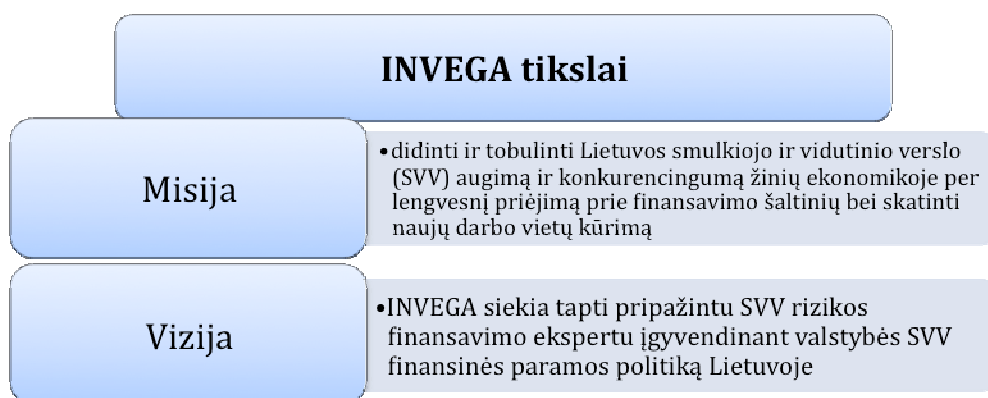 INVEGA tikslai
Misija
•didinti ir tobulinti Lietuvos smulkiojo ir vidutinio verslo
(SVV) augimą ir konkurencingumą žinių ekonomikoje per
lengvesnį priėjimą prie finansavimo šaltinių bei skatinti
naujų darbo vietų kūrimą
Vizija
•INVEGA siekia tapti pripažintu SVV rizikos
finansavimo ekspertu įgyvendinant valstybės SVV
finansinės paramos politiką Lietuvoje